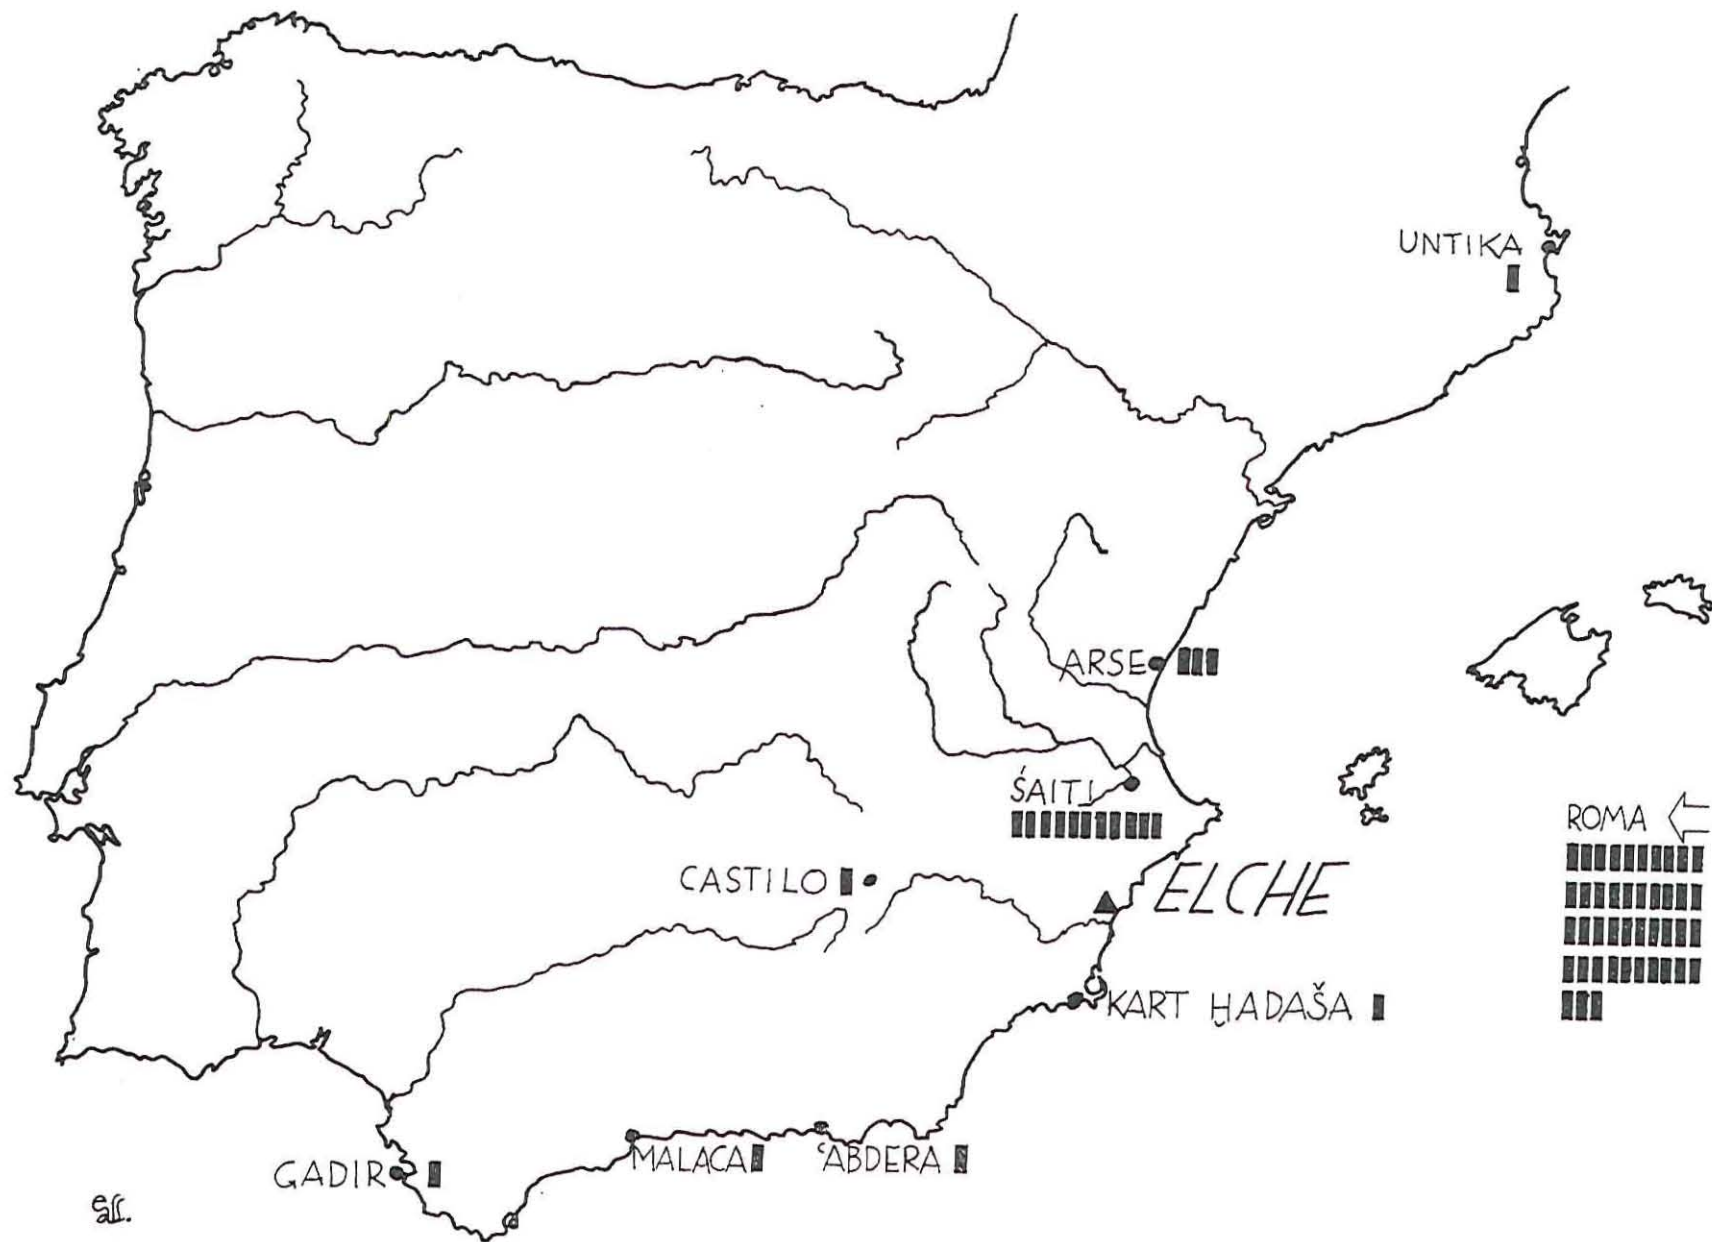 UNTIKA
ARSE
ŚAITI
ROMA
CASTILO
ELCHE
KART ḪADAŠA
MALACA
ʿABDERA
GADIR